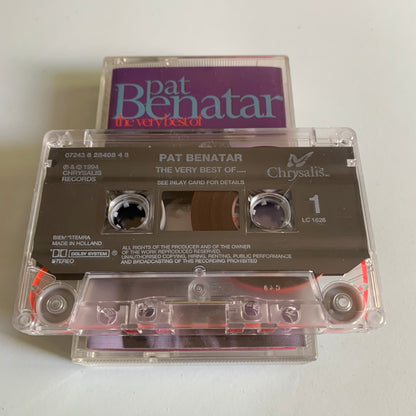 pat
Benatar
the very best of
07243 8 28408 4 8
℗ & © 1994
CHRYSALIS
RECORDS
PAT BENATAR
THE VERY BEST OF....
SEE INLAY CARD FOR DETAILS
Chrysalis
1
LC 1626
BIEM/STEMRA
MADE IN HOLLAND
DOLBY SYSTEM
STEREO
ALL RIGHTS OF THE PRODUCER AND OF THE OWNER
OF THE WORK REPRODUCED RESERVED.
UNAUTHORISED COPYING, HIRING, RENTING, PUBLIC PERFORMANCE
AND BROADCASTING OF THIS RECORDING PROHIBITED